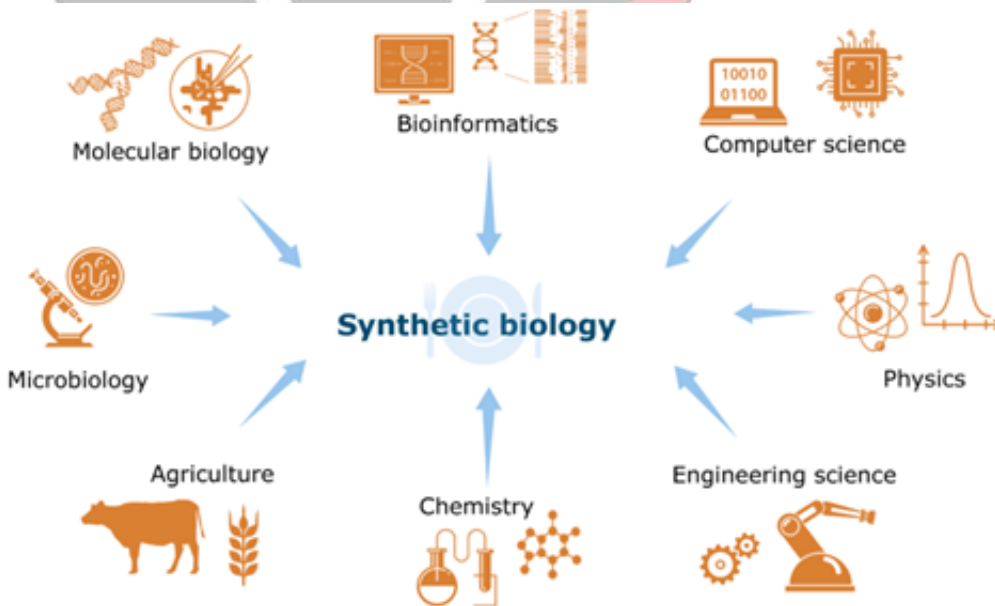 Molecular biology
Bioinformatics
10010
01100
Computer science
Synthetic biology
Microbiology
Physics
Agriculture
Chemistry
Engineering science